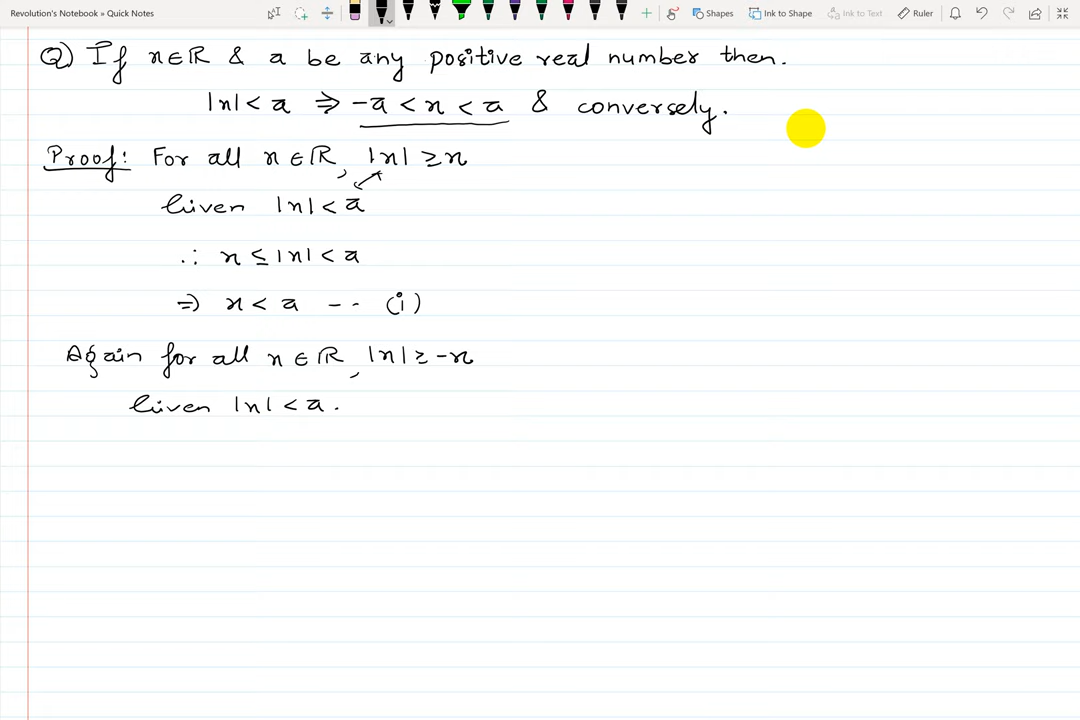 Revolution's Notebook » Quick Notes
Shapes Ink to Shape Ink to Text Ruler
Q) If x ∈ ℝ & a be any positive real number then.
|x| < a ⇒ -a < x < a & conversely.
Proof: For all x ∈ ℝ, |x| ≥ x
Given |x| < a
∴ x ≤ |x| < a
⇒ x < a -- (i)
Again for all x ∈ ℝ, |x| ≥ -x
Given |x| < a.